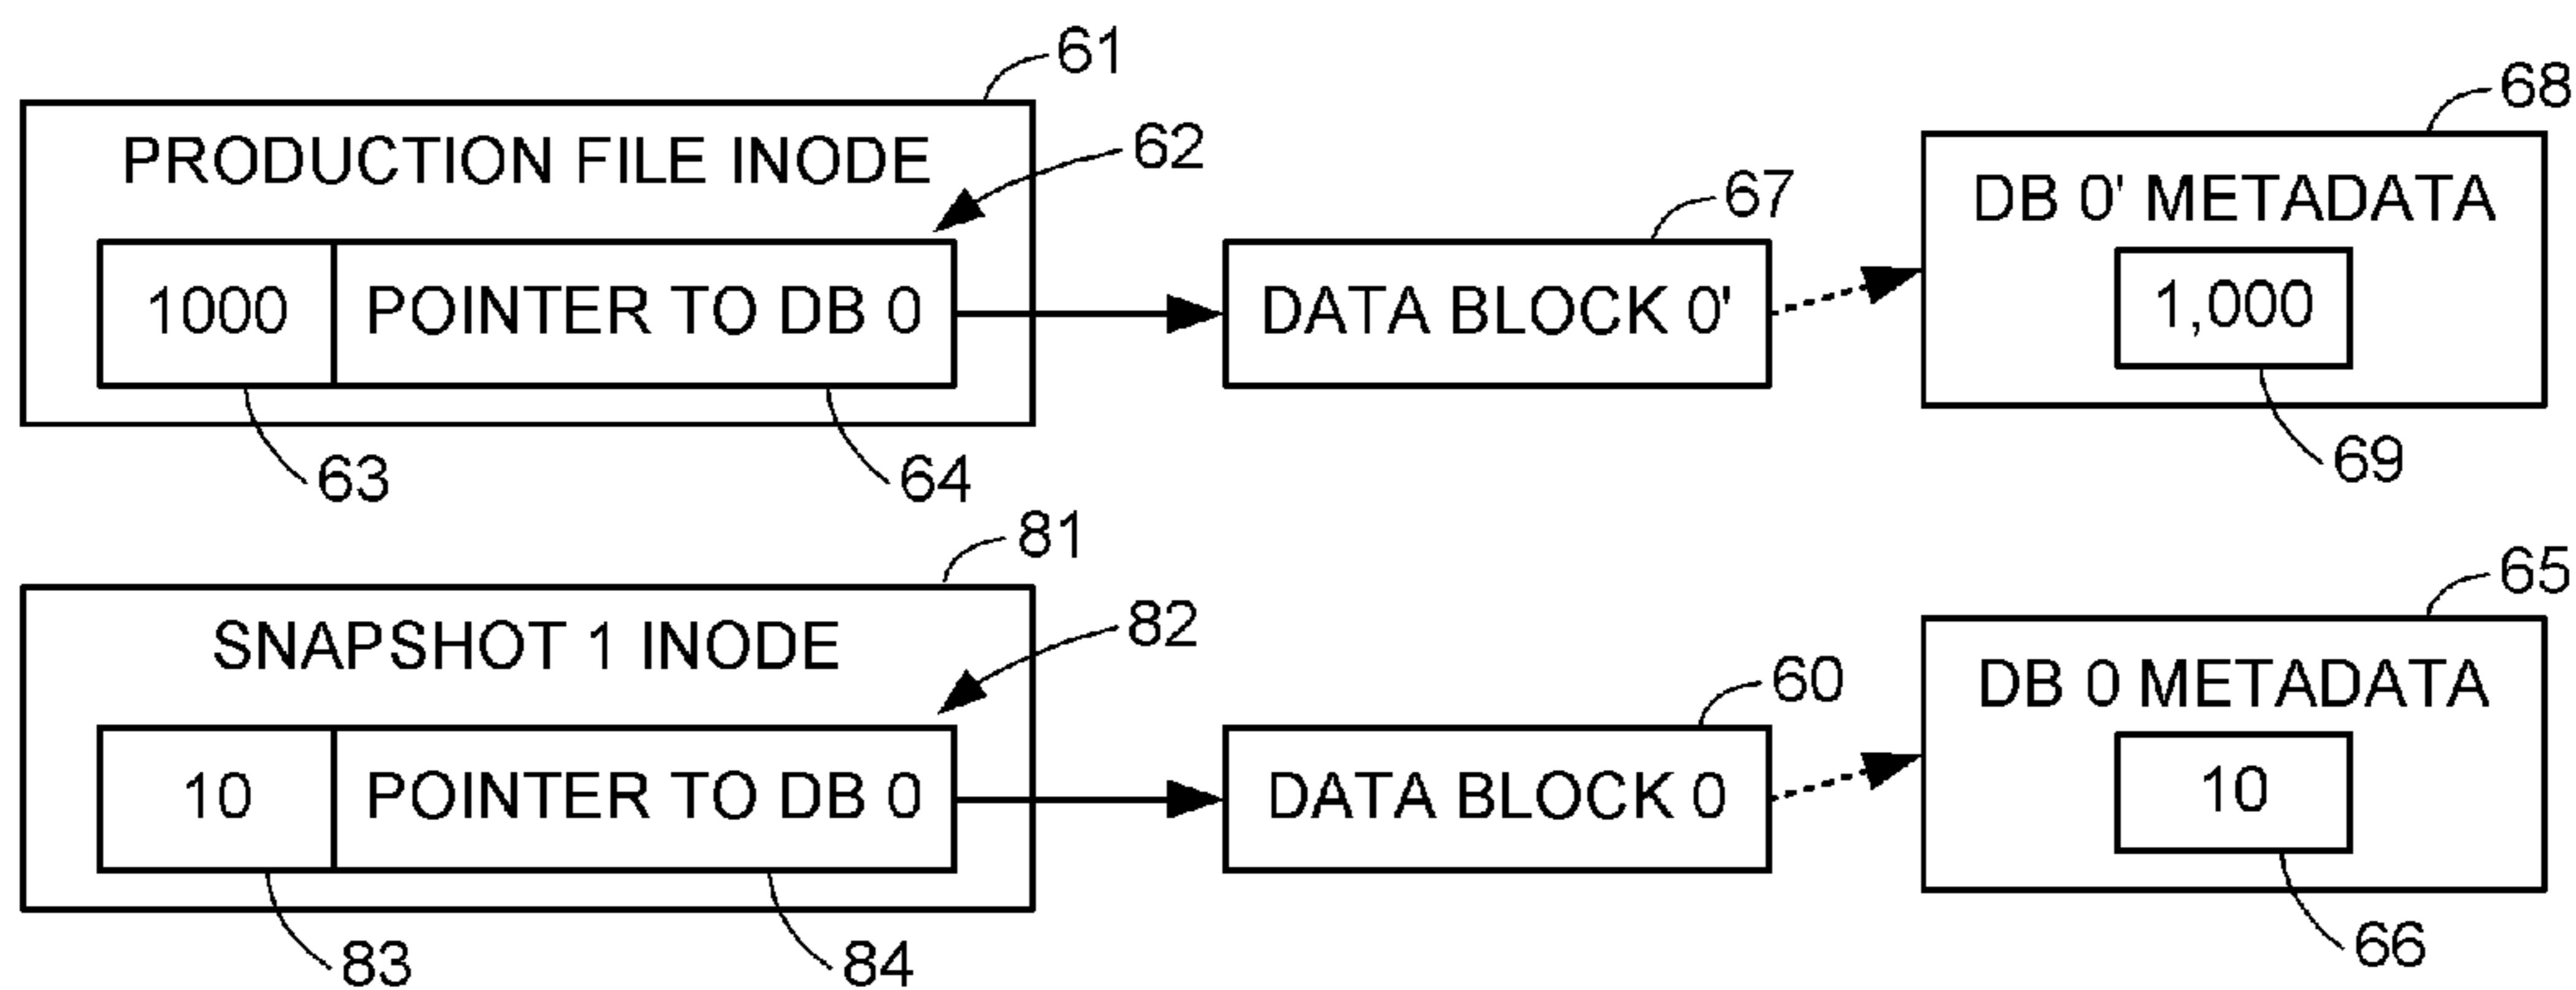 61
PRODUCTION FILE INODE
62
1000 POINTER TO DB 0
63
64
67
DATA BLOCK 0'
68
DB 0' METADATA
1,000
69
81
SNAPSHOT 1 INODE
82
10 POINTER TO DB 0
83
84
60
DATA BLOCK 0
65
DB 0 METADATA
10
66